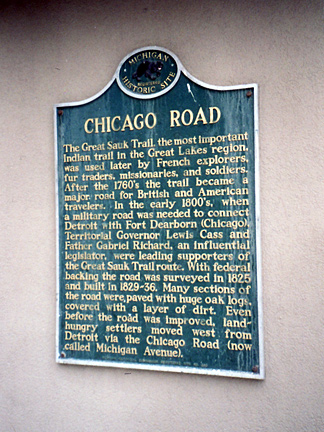 MICHIGAN
HISTORIC SITE
CHICAGO ROAD
The Great Sauk Trail, the most important
Indian trail in the Great Lakes region,
was used later by French explorers,
fur traders, missionaries, and soldiers.
After the 1760's the trail became a
major road for British and American
travelers. In the early 1800's, when
a military road was needed to connect
Detroit with Fort Dearborn (Chicago),
Territorial Governor Lewis Cass and
Father Gabriel Richard, an influential
legislator, were leading supporters of
the Great Sauk Trail route. With federal
backing the road was surveyed in 1825
and built in 1829-36. Many sections of
the road were paved with huge oak logs,
covered with a layer of dirt. Even
before the road was improved, land-
hungry settlers moved west from
Detroit via the Chicago Road (now
called Michigan Avenue).